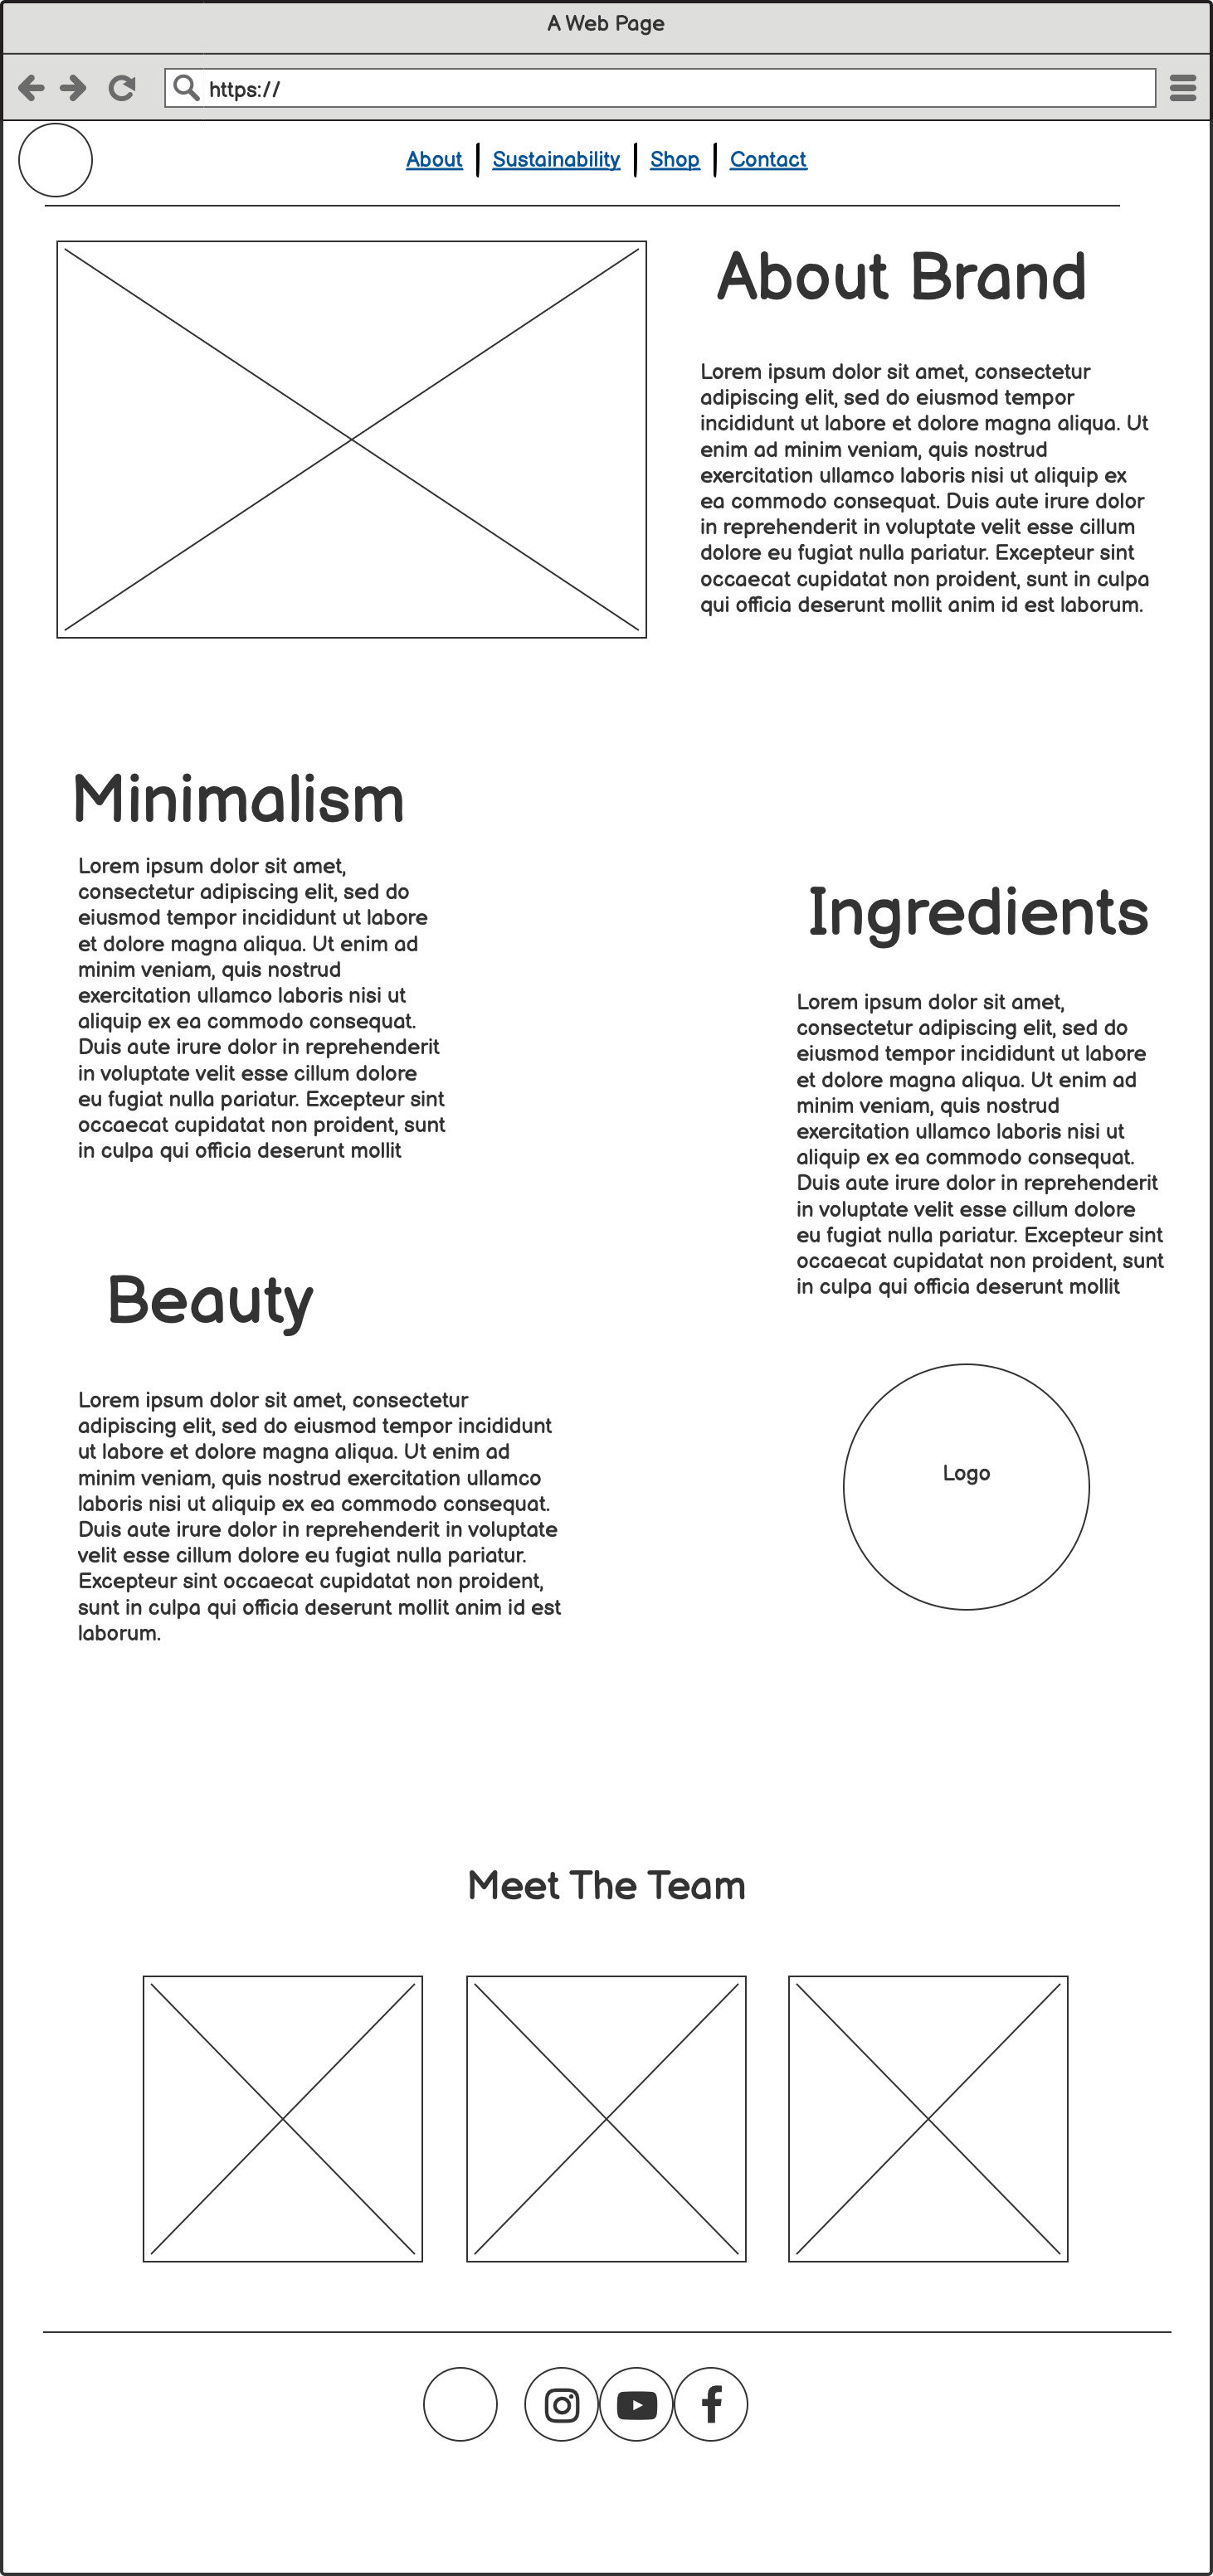 A Web Page
https://
About | Sustainability | Shop | Contact
About Brand
Lorem ipsum dolor sit amet, consectetur
adipiscing elit, sed do eiusmod tempor
incididunt ut labore et dolore magna aliqua. Ut
enim ad minim veniam, quis nostrud
exercitation ullamco laboris nisi ut aliquip ex
ea commodo consequat. Duis aute irure dolor
in reprehenderit in voluptate velit esse cillum
dolore eu fugiat nulla pariatur. Excepteur sint
occaecat cupidatat non proident, sunt in culpa
qui officia deserunt mollit anim id est laborum.
Minimalism
Lorem ipsum dolor sit amet,
consectetur adipiscing elit, sed do
eiusmod tempor incididunt ut labore
et dolore magna aliqua. Ut enim ad
minim veniam, quis nostrud
exercitation ullamco laboris nisi ut
aliquip ex ea commodo consequat.
Duis aute irure dolor in reprehenderit
in voluptate velit esse cillum dolore
eu fugiat nulla pariatur. Excepteur sint
occaecat cupidatat non proident, sunt
in culpa qui officia deserunt mollit
Ingredients
Lorem ipsum dolor sit amet,
consectetur adipiscing elit, sed do
eiusmod tempor incididunt ut labore
et dolore magna aliqua. Ut enim ad
minim veniam, quis nostrud
exercitation ullamco laboris nisi ut
aliquip ex ea commodo consequat.
Duis aute irure dolor in reprehenderit
in voluptate velit esse cillum dolore
eu fugiat nulla pariatur. Excepteur sint
occaecat cupidatat non proident, sunt
in culpa qui officia deserunt mollit
Beauty
Lorem ipsum dolor sit amet, consectetur
adipiscing elit, sed do eiusmod tempor incididunt
ut labore et dolore magna aliqua. Ut enim ad
minim veniam, quis nostrud exercitation ullamco
laboris nisi ut aliquip ex ea commodo consequat.
Duis aute irure dolor in reprehenderit in voluptate
velit esse cillum dolore eu fugiat nulla pariatur.
Excepteur sint occaecat cupidatat non proident,
sunt in culpa qui officia deserunt mollit anim id est
laborum.
Logo
Meet The Team